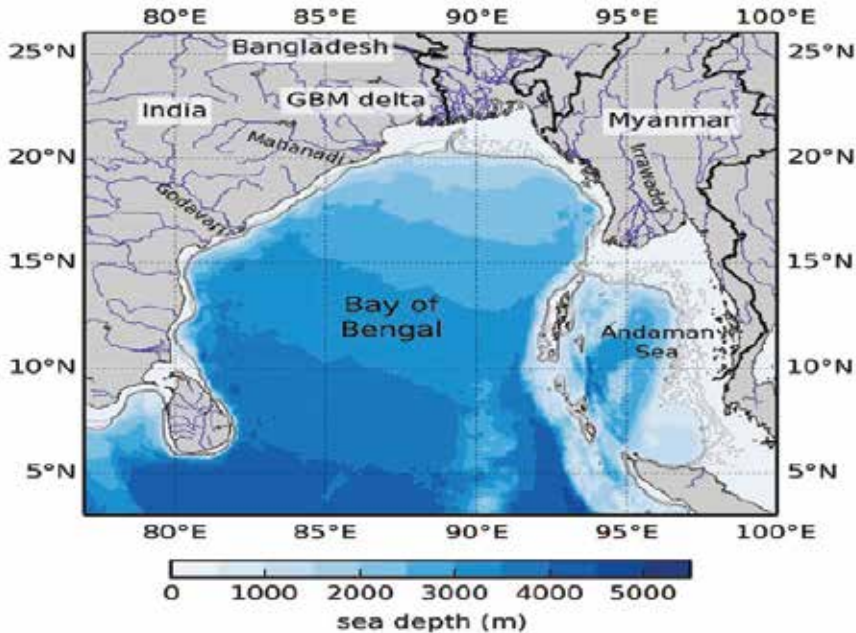 80°E 85°E 90°E 95°E 100°E
25°N 25°N
Bangladesh
India
GBM delta
Myanmar
Mahanadi
Irrawaddy
20°N 20°N
Godavari
15°N 15°N
Bay of
Bengal
Andaman
Sea
10°N 10°N
5°N 5°N
80°E 85°E 90°E 95°E 100°E
0 1000 2000 3000 4000 5000
sea depth (m)